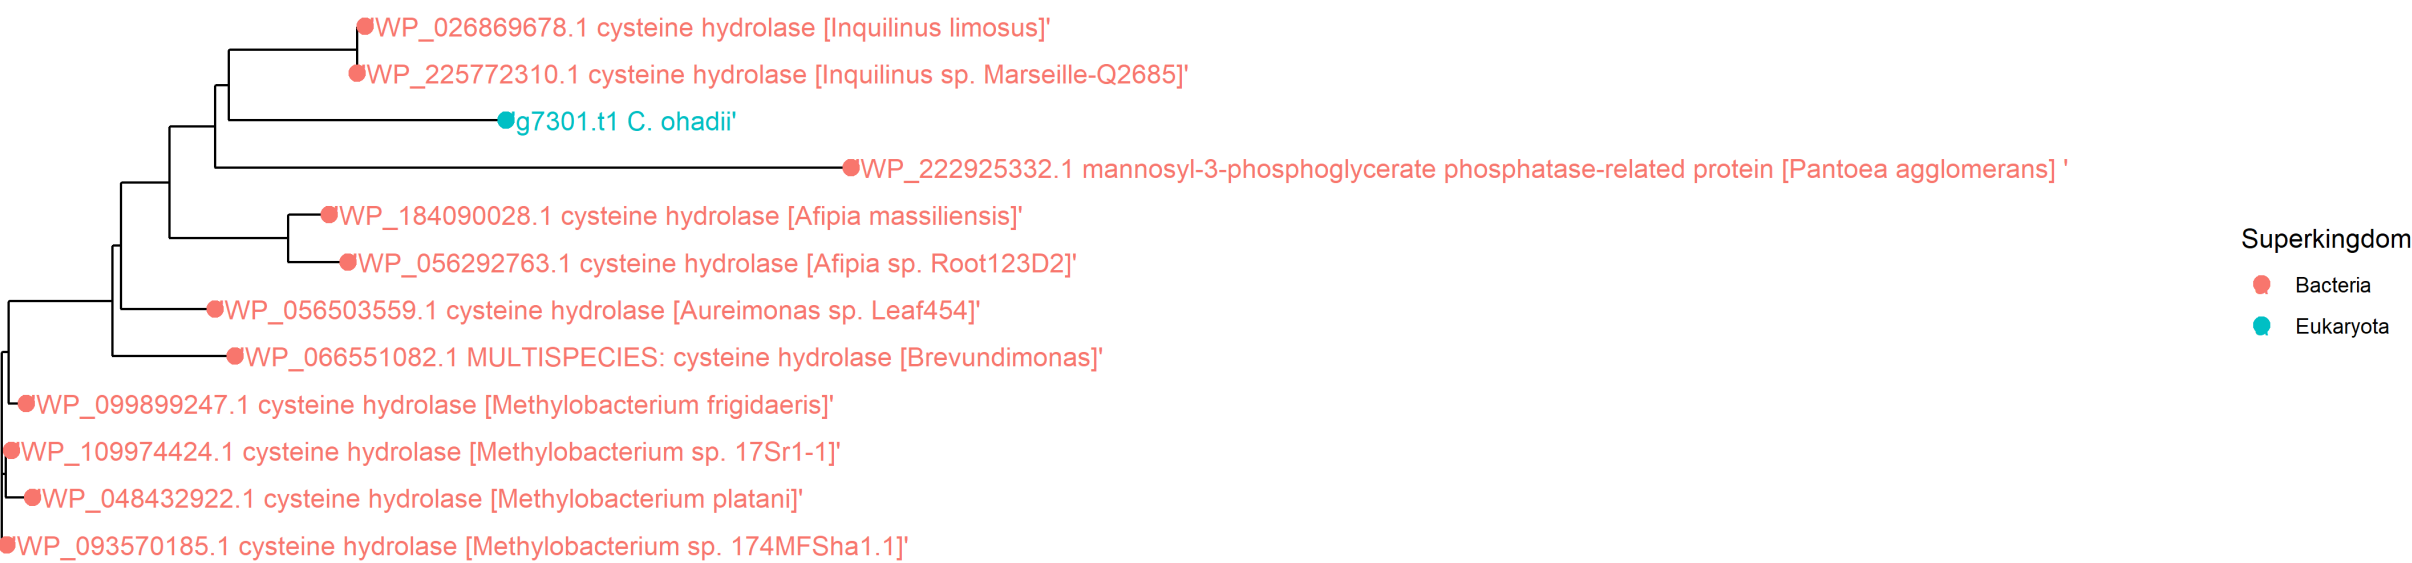 'WP_026869678.1 cysteine hydrolase [Inquilinus limosus]'
'WP_225772310.1 cysteine hydrolase [Inquilinus sp. Marseille-Q2685]'
'g7301.t1 C. ohadii'
'WP_222925332.1 mannosyl-3-phosphoglycerate phosphatase-related protein [Pantoea agglomerans] '
'WP_184090028.1 cysteine hydrolase [Afipia massiliensis]'
'WP_056292763.1 cysteine hydrolase [Afipia sp. Root123D2]'
'WP_056503559.1 cysteine hydrolase [Aureimonas sp. Leaf454]'
'WP_066551082.1 MULTISPECIES: cysteine hydrolase [Brevundimonas]'
'WP_099899247.1 cysteine hydrolase [Methylobacterium frigidaeris]'
'WP_109974424.1 cysteine hydrolase [Methylobacterium sp. 17Sr1-1]'
'WP_048432922.1 cysteine hydrolase [Methylobacterium platani]'
'WP_093570185.1 cysteine hydrolase [Methylobacterium sp. 174MFSha1.1]'
Superkingdom
Bacteria
Eukaryota